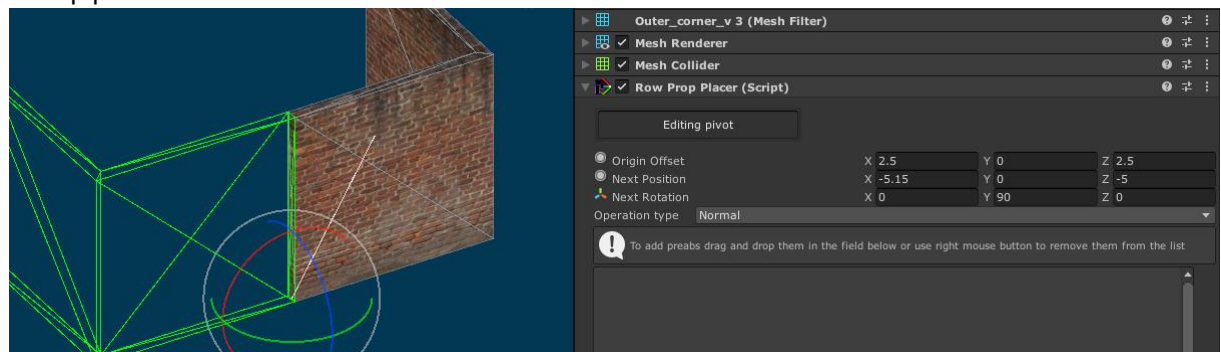 Outer_corner_v 3 (Mesh Filter)
Mesh Renderer
Mesh Collider
Row Prop Placer (Script)
Editing pivot
Origin Offset X 2.5 Y 0 Z 2.5
Next Position X -5.15 Y 0 Z -5
Next Rotation X 0 Y 90 Z 0
Operation type Normal
To add preabs drag and drop them in the field below or use right mouse button to remove them from the list